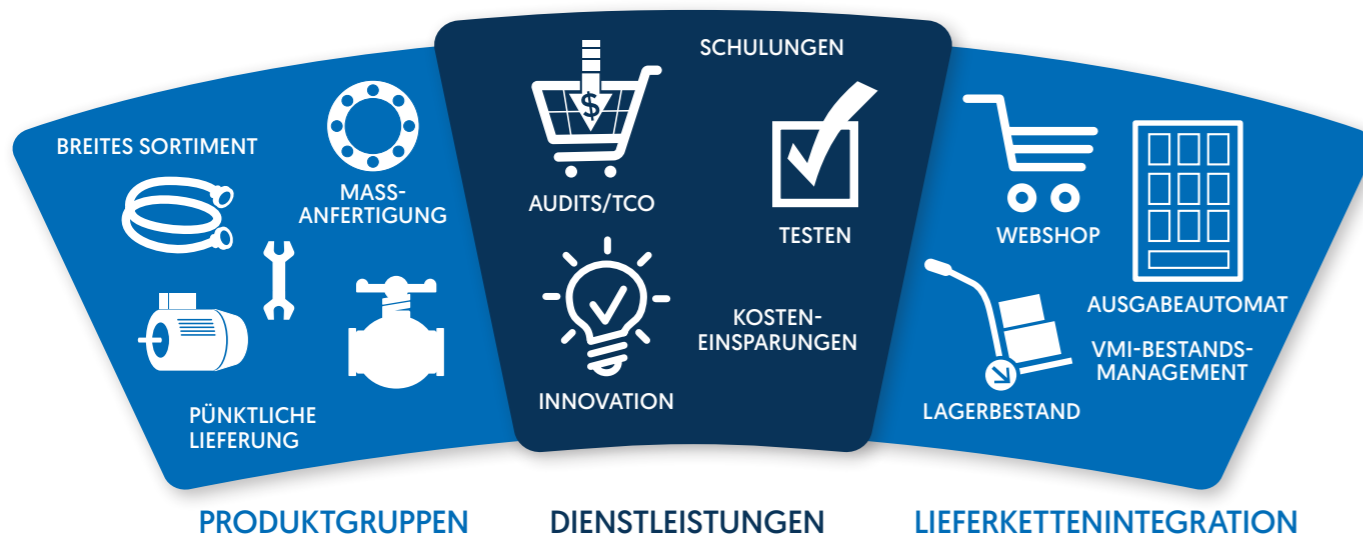 BREITES SORTIMENT
MASS-
ANFERTIGUNG
PÜNKTLICHE
LIEFERUNG
$
SCHULUNGEN
AUDITS/TCO
TESTEN
INNOVATION
KOSTEN-
EINSPARUNGEN
WEBSHOP
AUSGABEAUTOMAT
VMI-BESTANDS-
MANAGEMENT
LAGERBESTAND
PRODUKTGRUPPEN
DIENSTLEISTUNGEN
LIEFERKETTENINTEGRATION